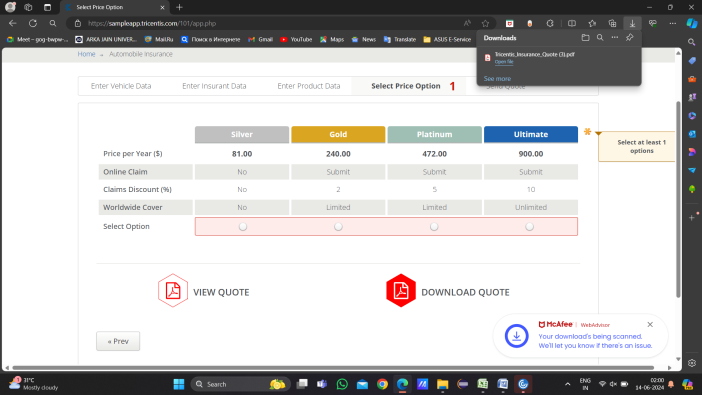 Select Price Option
https://sampleapp.tricentis.com/101/app.php
Meet – gog-bwpw-...
ARKA JAIN UNIVER...
Mail.Ru
Поиск в Интернете
Gmail
YouTube
Maps
News
Translate
ASUS E-Service
Downloads
Tricentis_Insurance_Quote (3).pdf
Open file
See more
Home
Automobile Insurance
Enter Vehicle Data
Enter Insurant Data
Enter Product Data
Select Price Option 1
Send Quote
Silver Gold Platinum Ultimate
Price per Year ($) 81.00 240.00 472.00 900.00
Online Claim No Submit Submit Submit
Claims Discount (%) No 2 5 10
Worldwide Cover No Limited Limited Unlimited
Select Option
Select at least 1
options
VIEW QUOTE
DOWNLOAD QUOTE
« Prev
McAfee | WebAdvisor
Your download's being scanned.
We'll let you know if there's an issue.
31°C
Mostly cloudy
Search
ENG
IN
02:00
14-06-2024